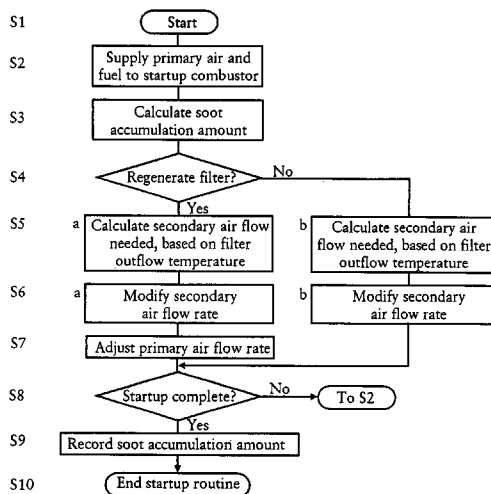 S1
Start
S2
Supply primary air and
fuel to startup combustor
S3
Calculate soot
accumulation amount
S4
Regenerate filter?
No
Yes
S5
a
Calculate secondary air flow
needed, based on filter
outflow temperature
b
Calculate secondary air
flow needed, based on filter
outflow temperature
S6
a
Modify secondary
air flow rate
b
Modify secondary
air flow rate
S7
Adjust primary air flow rate
S8
Startup complete?
No
To S2
Yes
S9
Record soot accumulation amount
S10
End startup routine